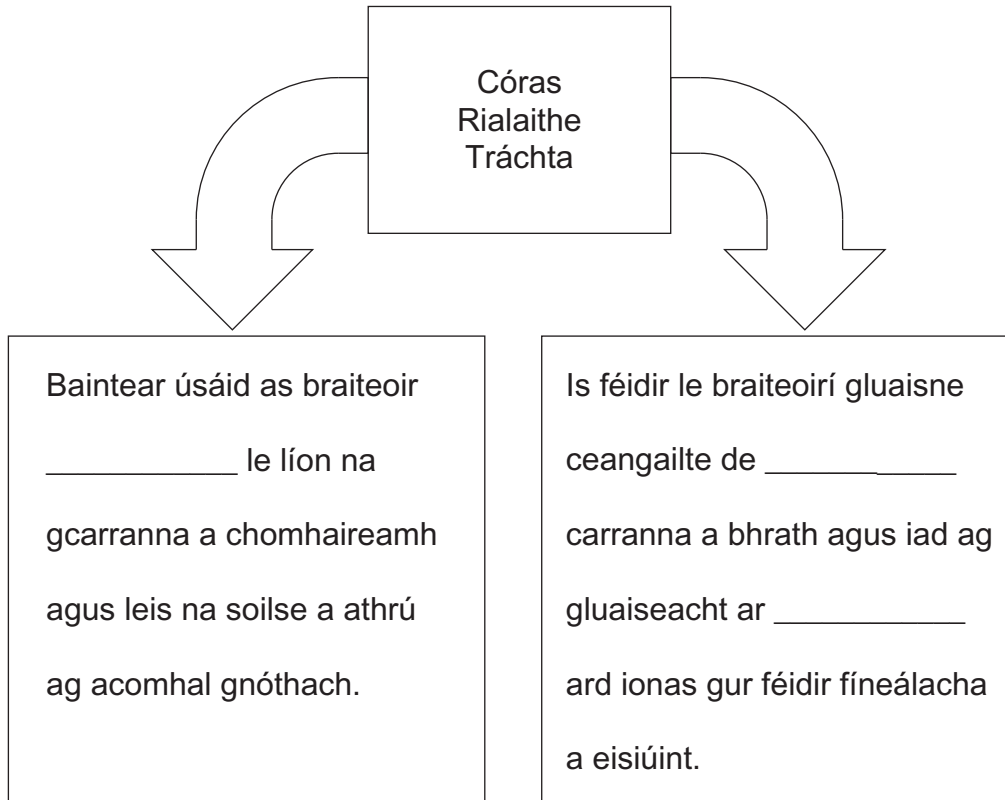 Córas
Rialaithe
Tráchta
Baintear úsáid as braiteoir
___________ le líon na
gcarranna a chomhaireamh
agus leis na soilse a athrú
ag acomhal gnóthach.
Is féidir le braiteoirí gluaisne
ceangailte de ___________
carranna a bhrath agus iad ag
gluaiseacht ar ___________
ard ionas gur féidir fíneálacha
a eisiúint.